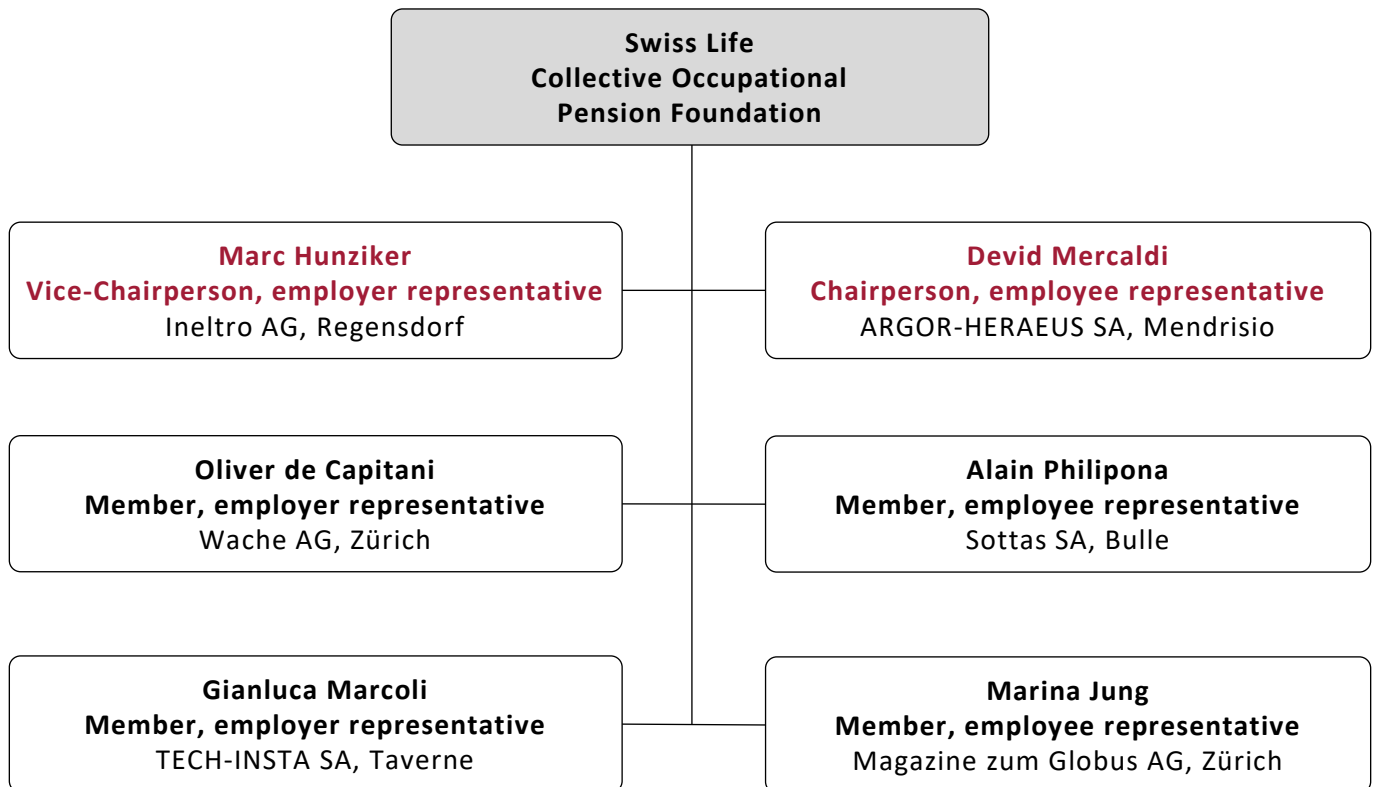 Swiss Life
Collective Occupational
Pension Foundation
Marc Hunziker
Vice-Chairperson, employer representative
Ineltro AG, Regensdorf
Devid Mercaldi
Chairperson, employee representative
ARGOR-HERAEUS SA, Mendrisio
Oliver de Capitani
Member, employer representative
Wache AG, Zürich
Alain Philipona
Member, employee representative
Sottas SA, Bulle
Gianluca Marcoli
Member, employer representative
TECH-INSTA SA, Taverne
Marina Jung
Member, employee representative
Magazine zum Globus AG, Zürich